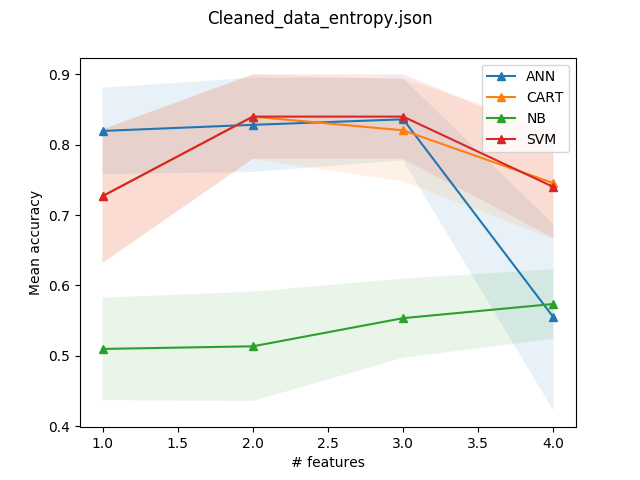 Cleaned_data_entropy.json
0.9
0.8
0.7
0.6
0.5
0.4
Mean accuracy
ANN
CART
NB
SVM
1.0 1.5 2.0 2.5 3.0 3.5 4.0
# features